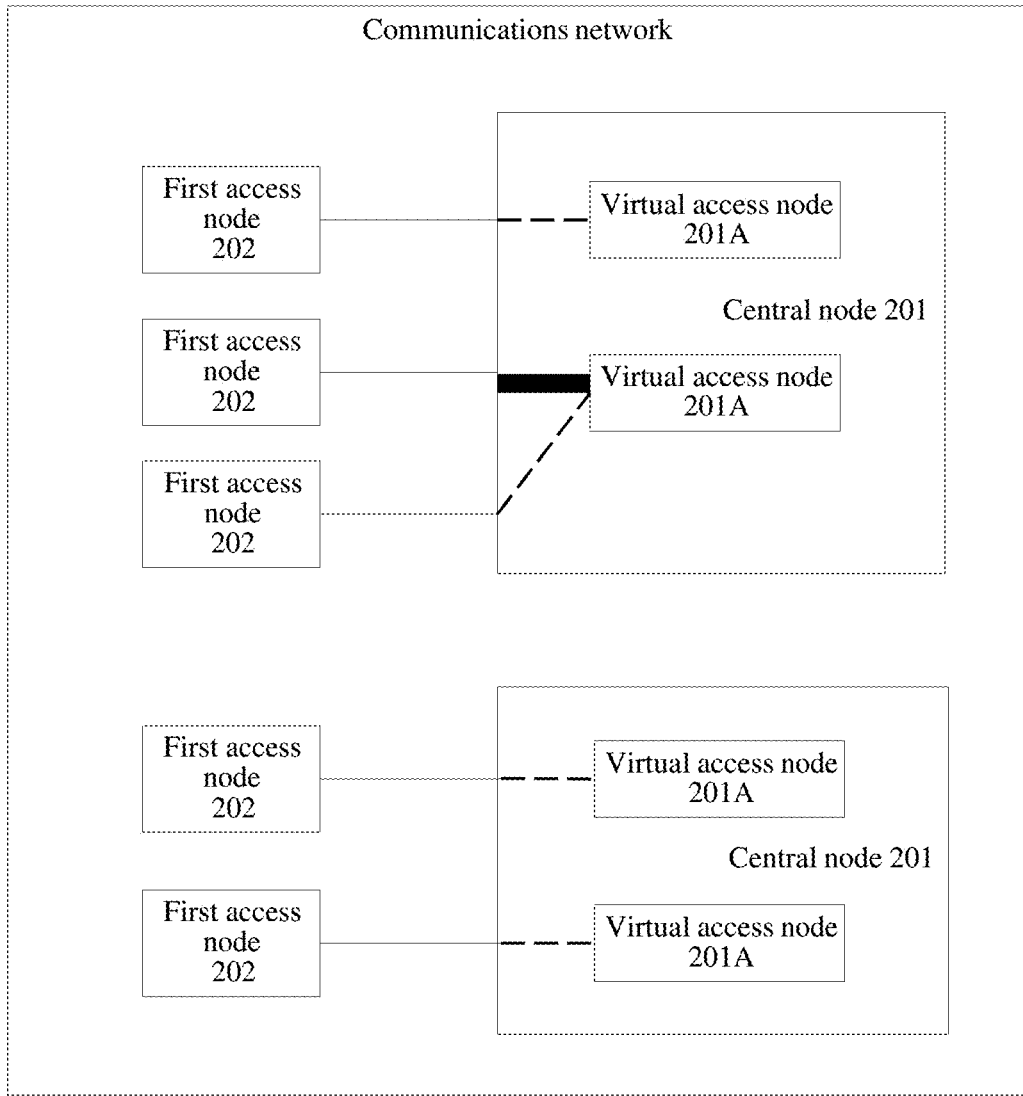 Communications network
First access
node
202
Virtual access node
201A
Central node 201
First access
node
202
Virtual access node
201A
First access
node
202
First access
node
202
Virtual access node
201A
Central node 201
First access
node
202
Virtual access node
201A